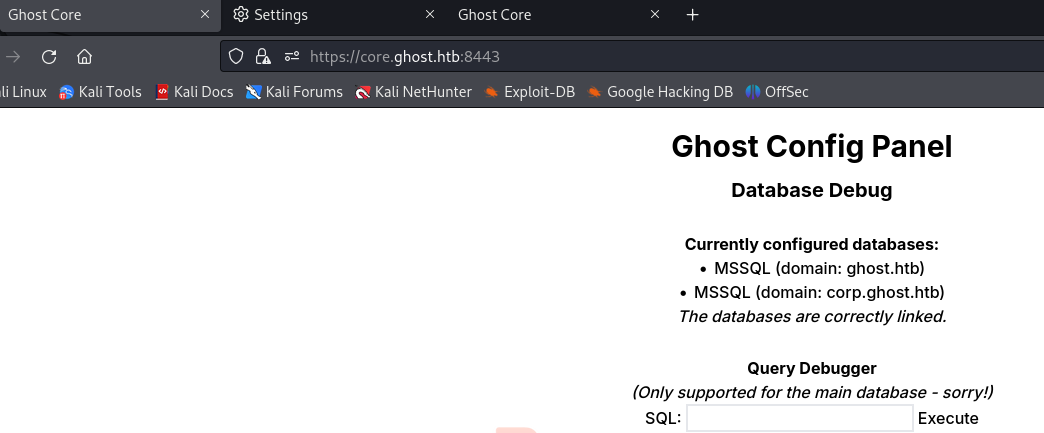 Ghost Core
Settings
Ghost Core
https://core.ghost.htb:8443
li Linux
Kali Tools
Kali Docs
Kali Forums
Kali NetHunter
Exploit-DB
Google Hacking DB
OffSec
Ghost Config Panel
Database Debug
Currently configured databases:
• MSSQL (domain: ghost.htb)
• MSSQL (domain: corp.ghost.htb)
The databases are correctly linked.
Query Debugger
(Only supported for the main database - sorry!)
SQL: Execute